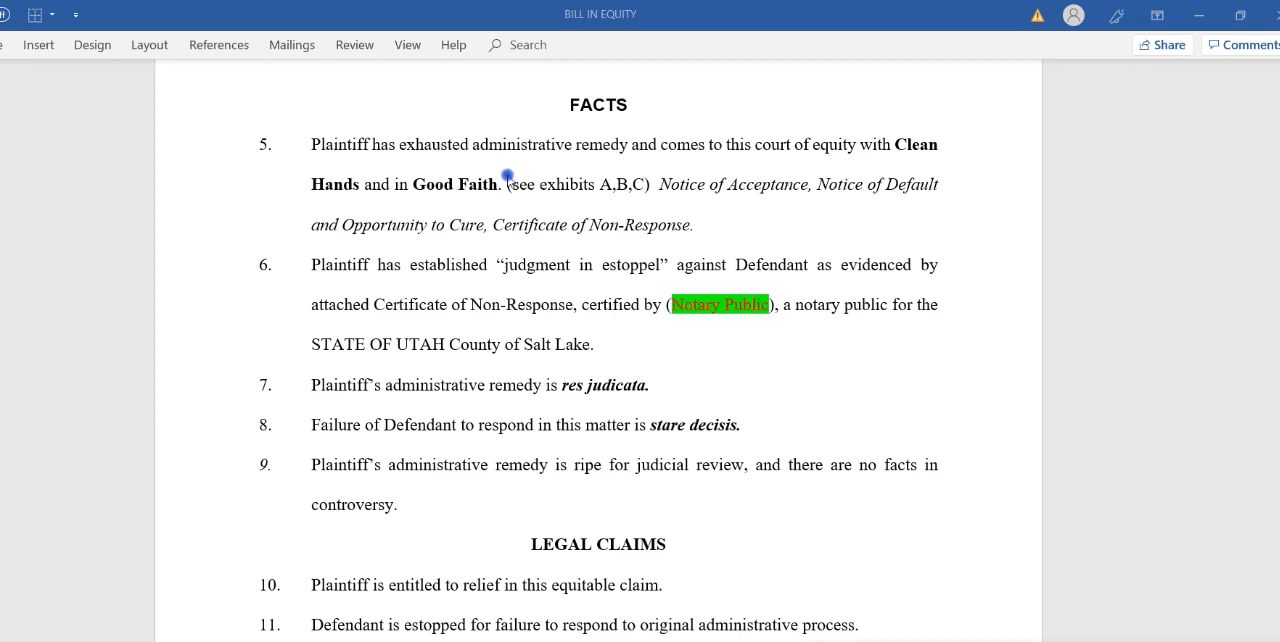 BILL IN EQUITY
Insert Design Layout References Mailings Review View Help Search Share Comments
FACTS
5. Plaintiff has exhausted administrative remedy and comes to this court of equity with Clean
Hands and in Good Faith. (see exhibits A,B,C) Notice of Acceptance, Notice of Default
and Opportunity to Cure, Certificate of Non-Response.
6. Plaintiff has established “judgment in estoppel” against Defendant as evidenced by
attached Certificate of Non-Response, certified by (Notary Public), a notary public for the
STATE OF UTAH County of Salt Lake.
7. Plaintiff’s administrative remedy is res judicata.
8. Failure of Defendant to respond in this matter is stare decisis.
9. Plaintiff’s administrative remedy is ripe for judicial review, and there are no facts in
controversy.
LEGAL CLAIMS
10. Plaintiff is entitled to relief in this equitable claim.
11. Defendant is estopped for failure to respond to original administrative process.